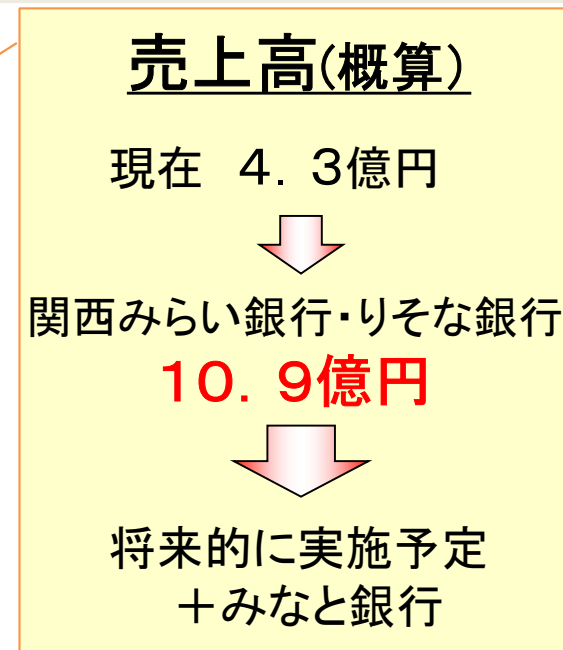 売上高(概算)
現在　４．３億円
関西みらい銀行・りそな銀行
１０．９億円
将来的に実施予定
＋みなと銀行